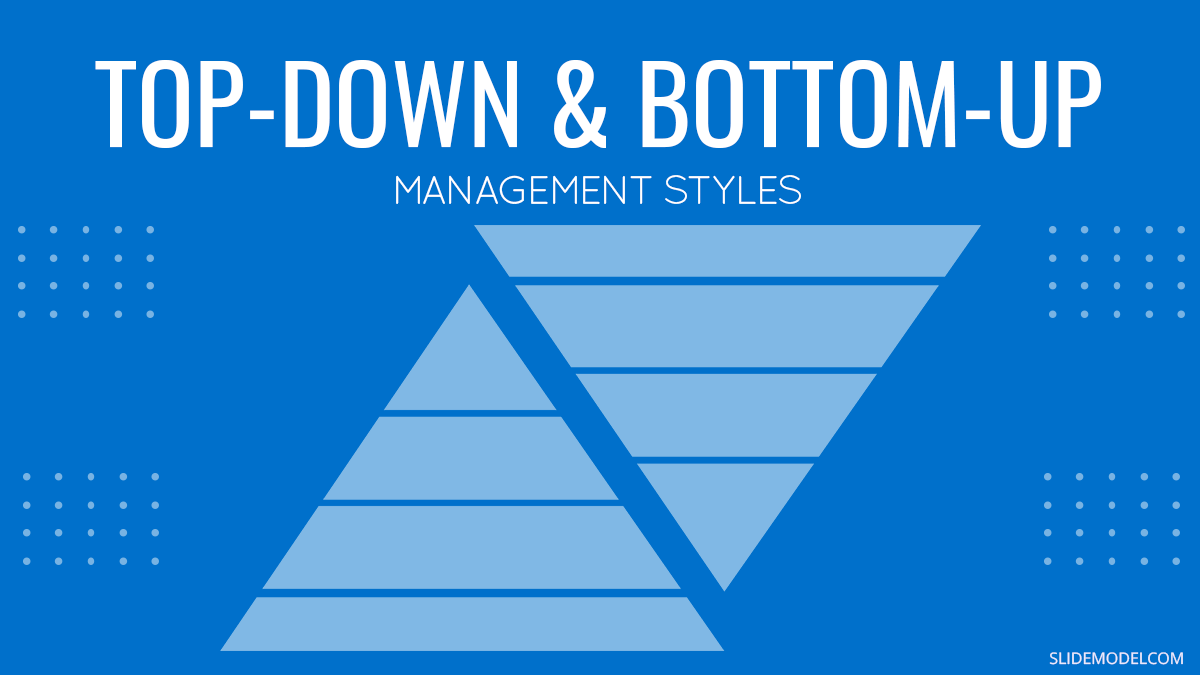 TOP-DOWN & BOTTOM-UP
MANAGEMENT STYLES
SLIDEMODEL.COM